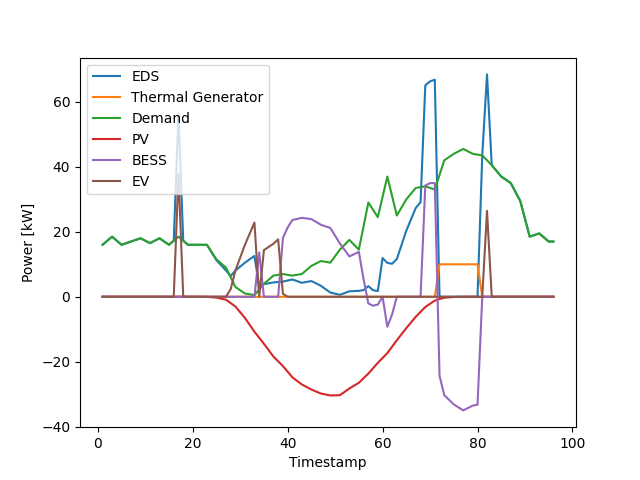 EDS
Thermal Generator
Demand
PV
BESS
EV
Power [kW]
60
40
20
0
−20
−40
0 20 40 60 80 100
Timestamp